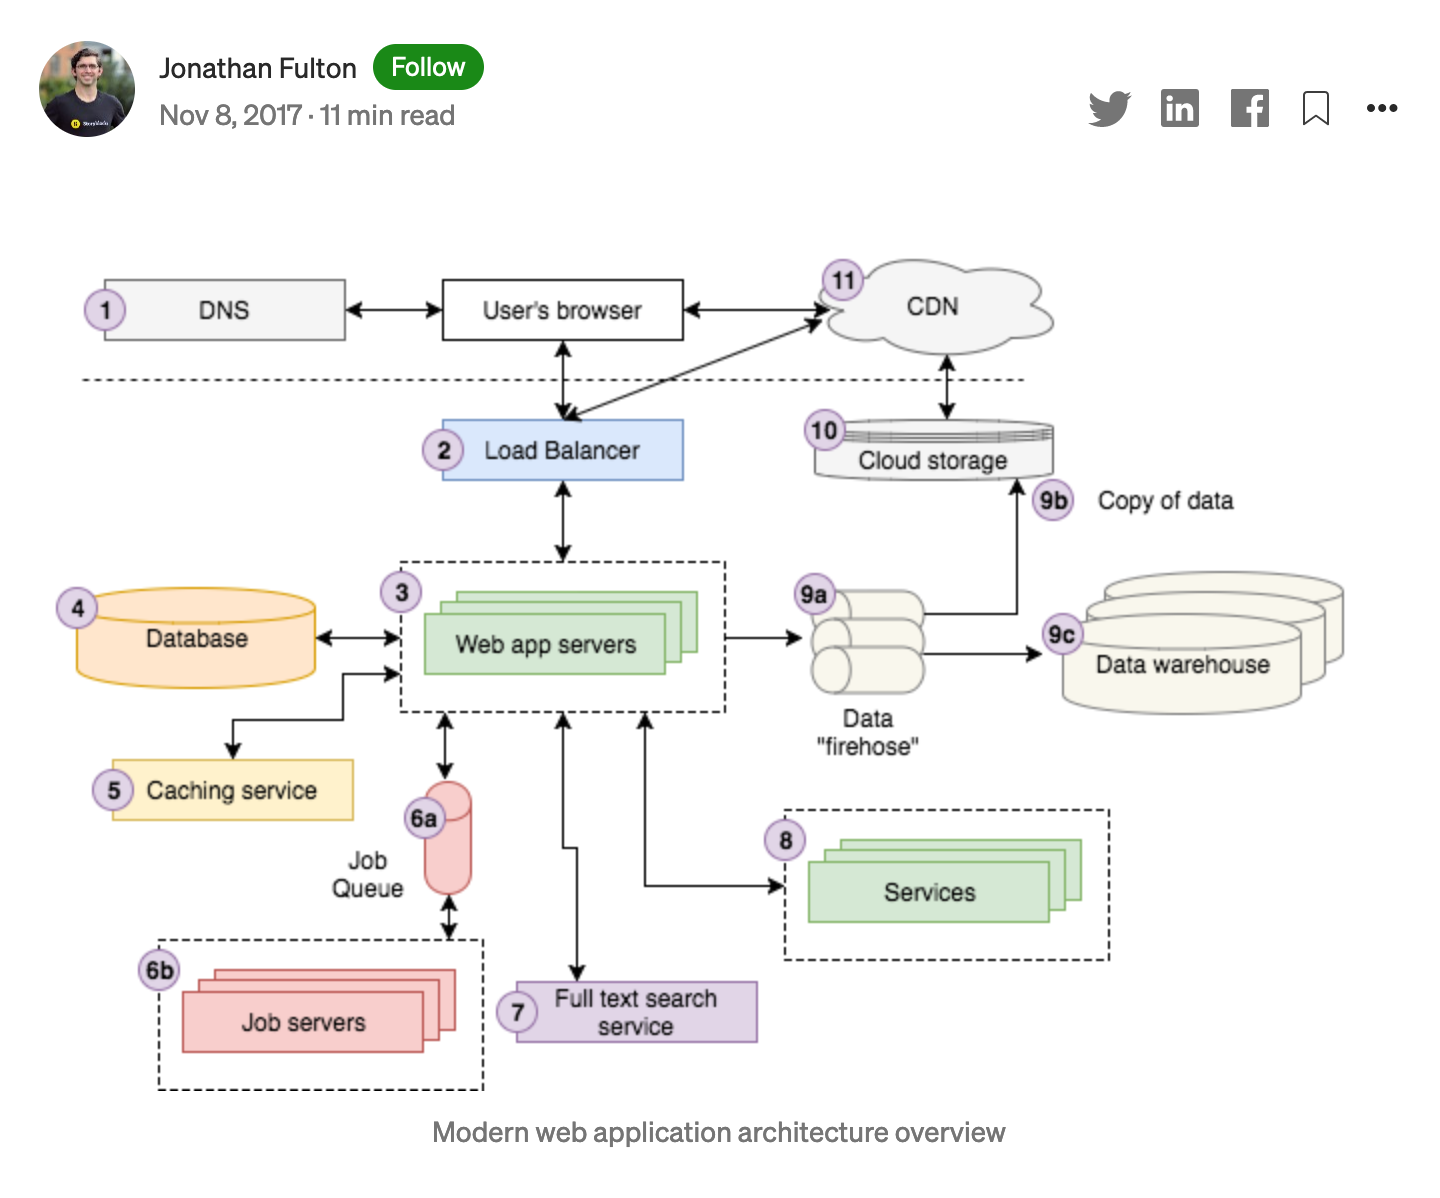 Jonathan Fulton Follow
Nov 8, 2017 · 11 min read
1 DNS
User's browser
11 CDN
2 Load Balancer
10 Cloud storage
9b Copy of data
4 Database
3 Web app servers
9a
Data
"firehose"
9c Data warehouse
5 Caching service
6a
Job
Queue
8 Services
6b Job servers
7 Full text search
service
Modern web application architecture overview